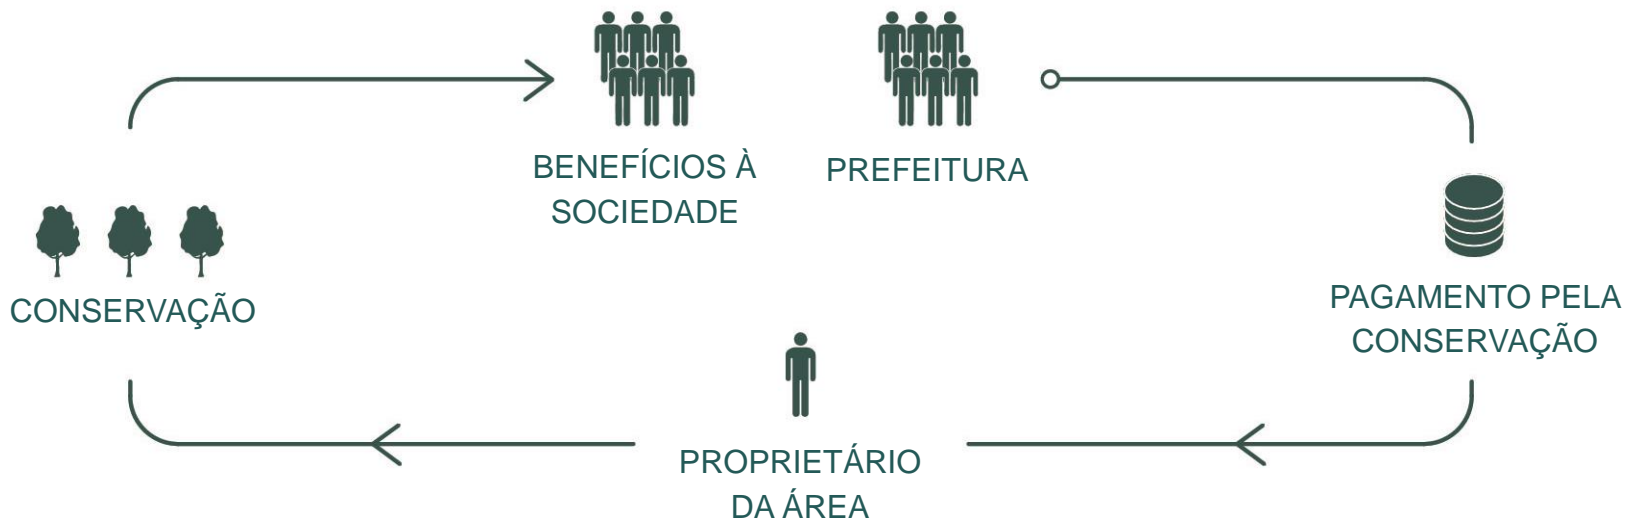 BENEFÍCIOS À
SOCIEDADE
PREFEITURA
CONSERVAÇÃO
PAGAMENTO PELA
CONSERVAÇÃO
PROPRIETÁRIO
DA ÁREA